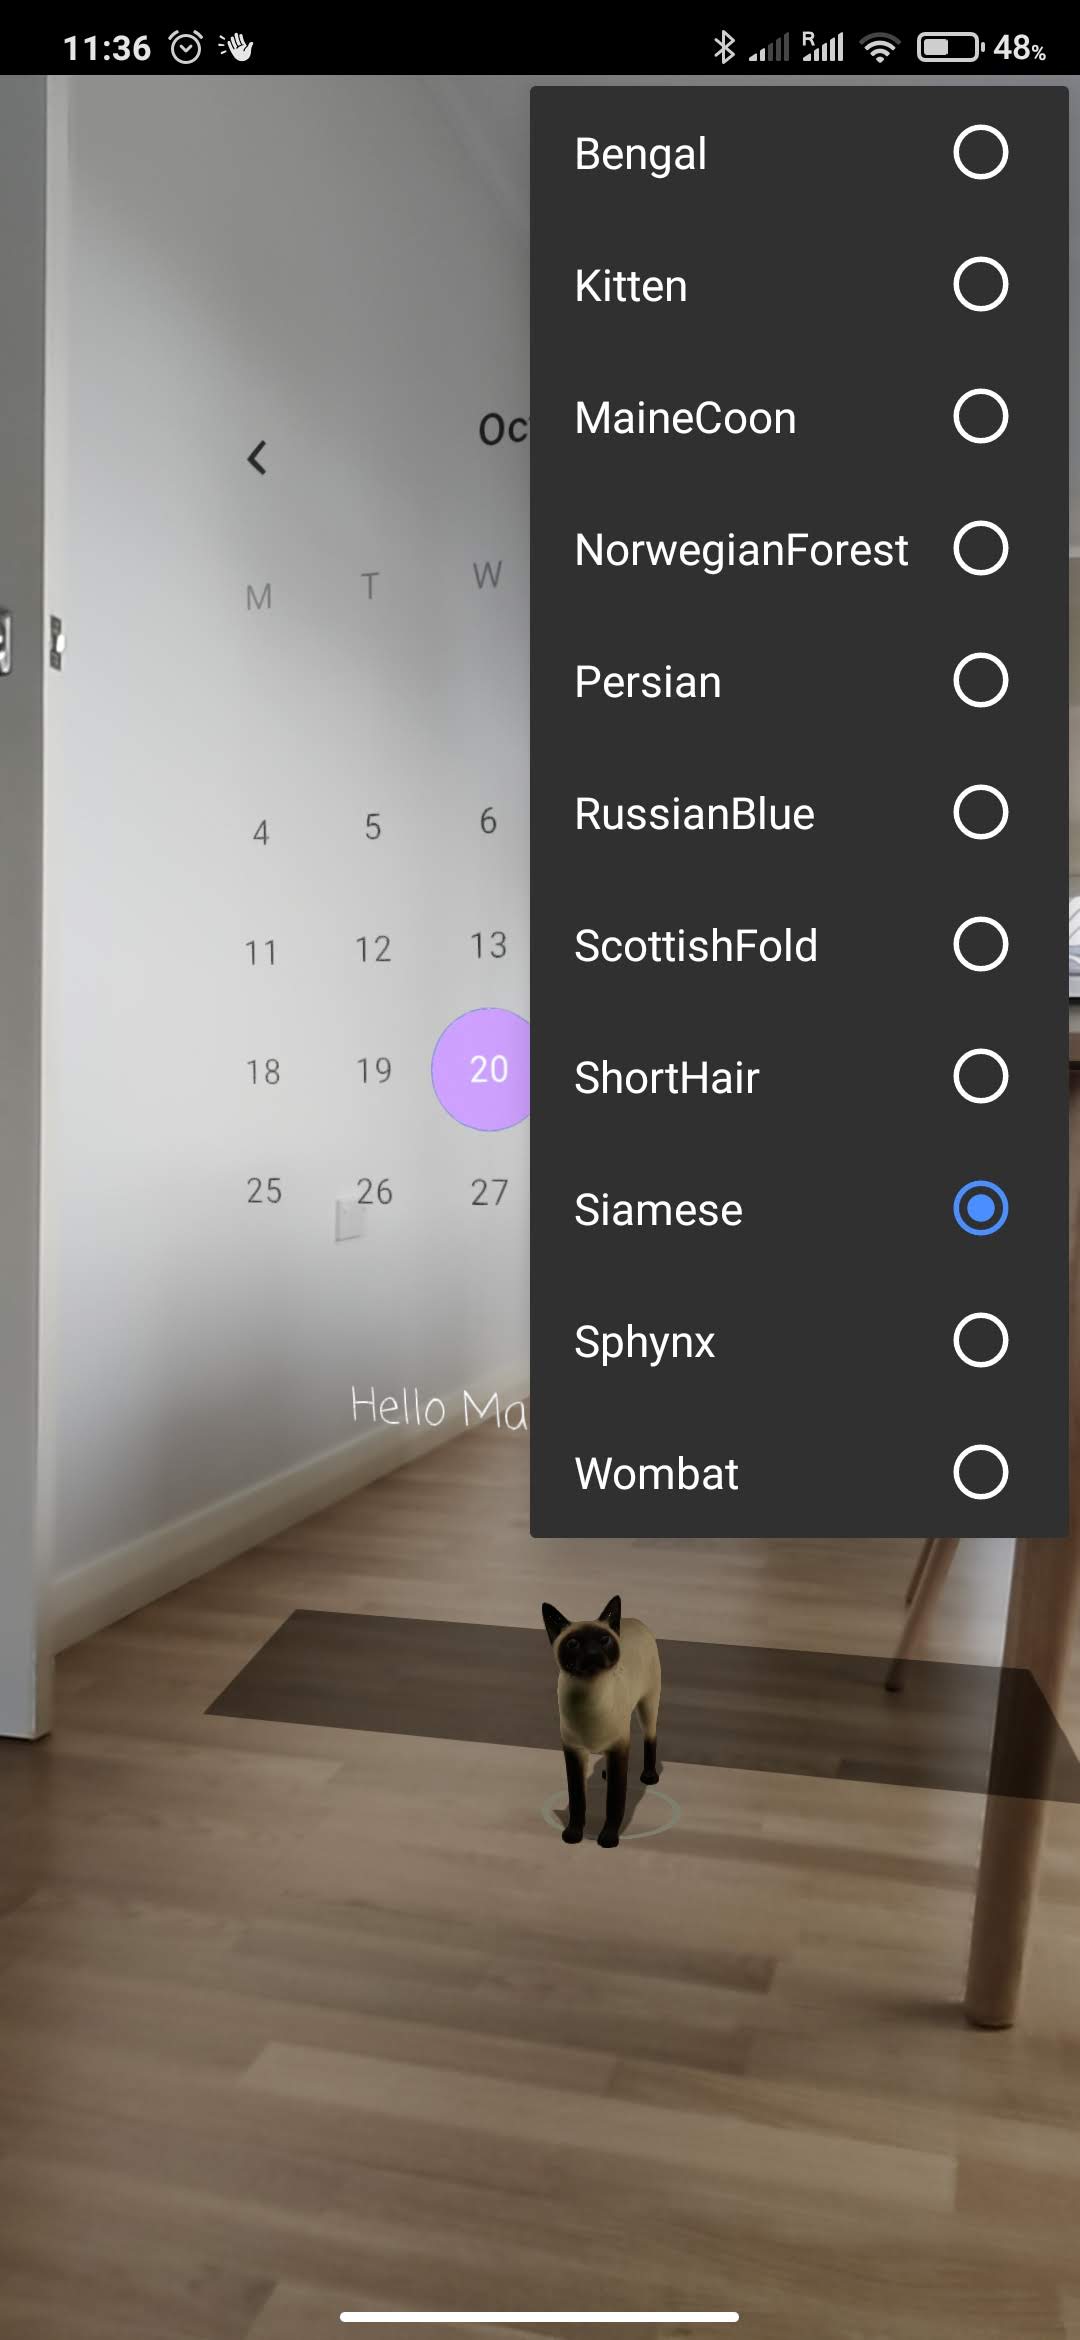 11:36
R
48%
Bengal
Kitten
MaineCoon
NorwegianForest
Persian
RussianBlue
ScottishFold
ShortHair
Siamese
Sphynx
Wombat
Oc
M T W
4 5 6
11 12 13
18 19 20
25 26 27
Hello Ma